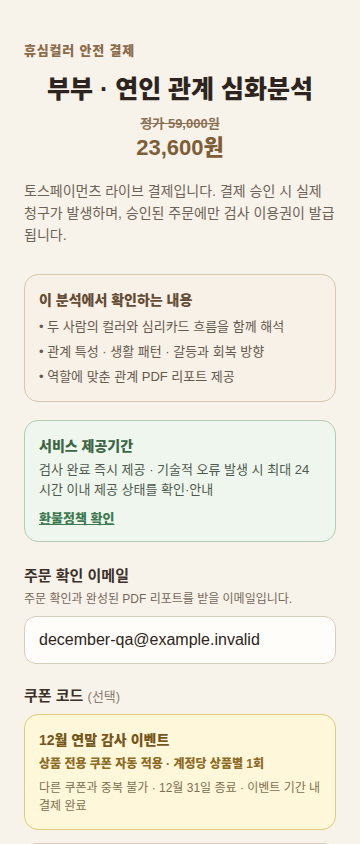 휴심컬러 안전 결제
부부 · 연인 관계 심화분석
정가 59,000원
23,600원
토스페이먼츠 라이브 결제입니다. 결제 승인 시 실제
청구가 발생하며, 승인된 주문에만 검사 이용권이 발급
됩니다.
이 분석에서 확인하는 내용
• 두 사람의 컬러와 심리카드 흐름을 함께 해석
• 관계 특성 · 생활 패턴 · 갈등과 회복 방향
• 역할에 맞춘 관계 PDF 리포트 제공
서비스 제공기간
검사 완료 즉시 제공 · 기술적 오류 발생 시 최대 24
시간 이내 제공 상태를 확인·안내
환불정책 확인
주문 확인 이메일
주문 확인과 완성된 PDF 리포트를 받을 이메일입니다.
december-qa@example.invalid
쿠폰 코드 (선택)
12월 연말 감사 이벤트
상품 전용 쿠폰 자동 적용 · 계정당 상품별 1회
다른 쿠폰과 중복 불가 · 12월 31일 종료 · 이벤트 기간 내
결제 완료